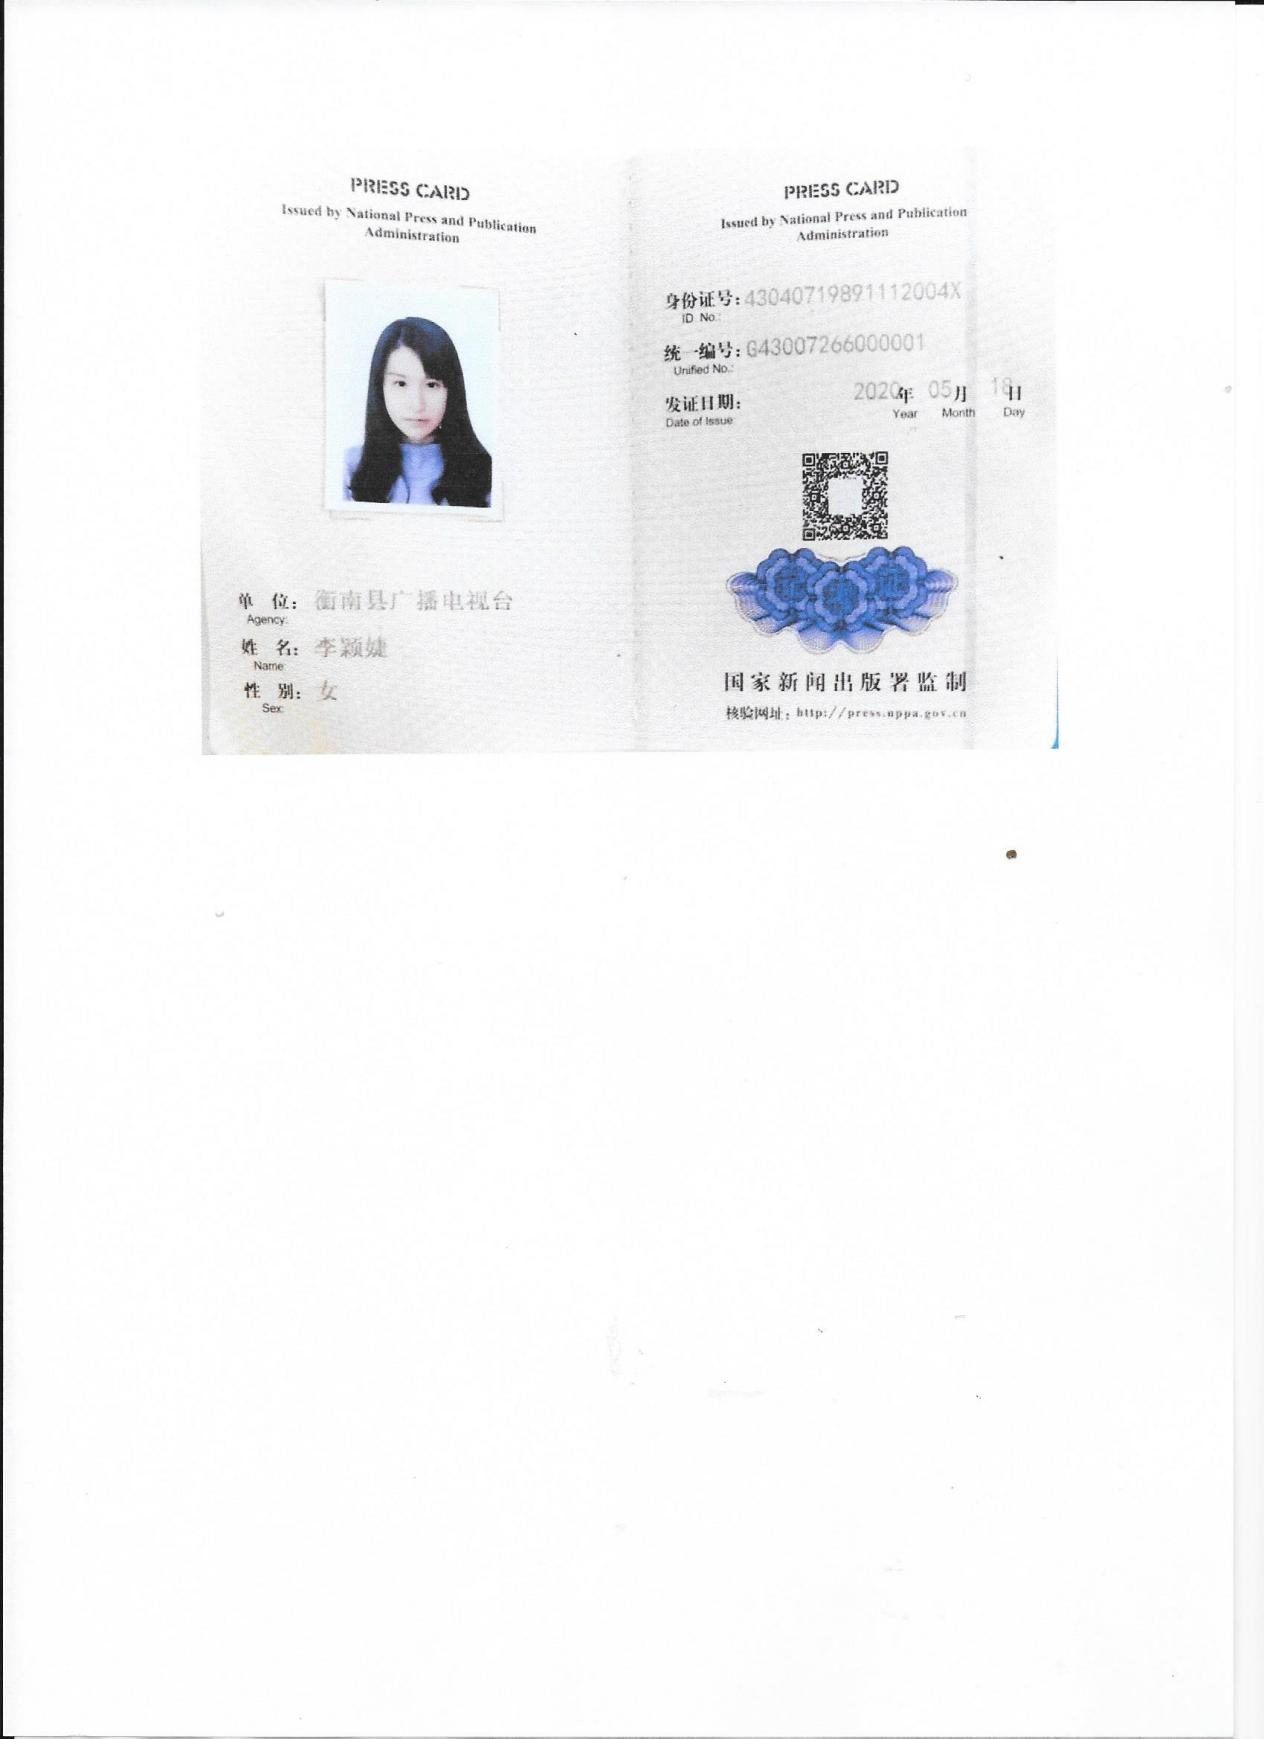 PRESS CARD
Issued by National Press and Publication
Administration
单 位： 衡南县广播电视台
Agency:
姓 名： 李颖婕
Name:
性 别： 女
Sex:
PRESS CARD
Issued by National Press and Publication
Administration
身份证号：43040719891112004X
ID No.:
统一编号：G43007266000001
Unified No.:
发证日期： 2020年 05月 18日
Date of Issue: Year Month Day
国家新闻出版署监制
核验网址：http://press.nppa.gov.cn